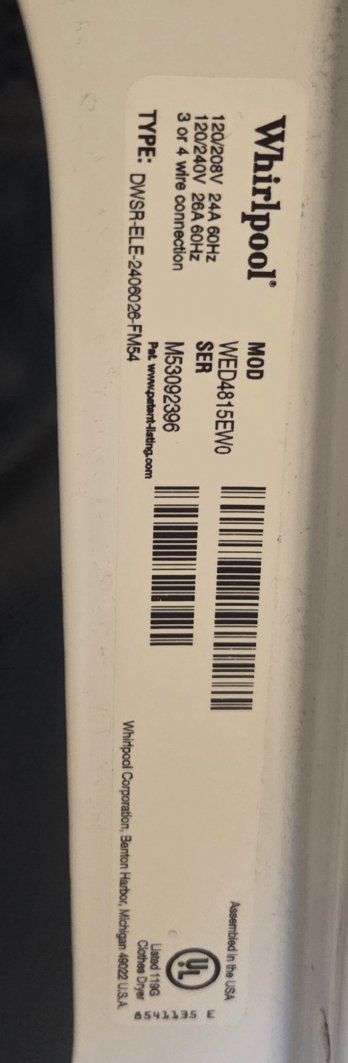 Whirlpool®
120/208V 24A 60Hz
120/240V 26A 60Hz
3 or 4 wire connection
TYPE: DWSR-ELE-2406026-FM54
MOD
WED4815EW0
SER
M53092396
Pat. www.patent-listing.com
Whirlpool Corporation, Benton Harbor, Michigan 49022 U.S.A.
Assembled in the USA
UL
Listed 119G
Clothes Dryer
8541135 E